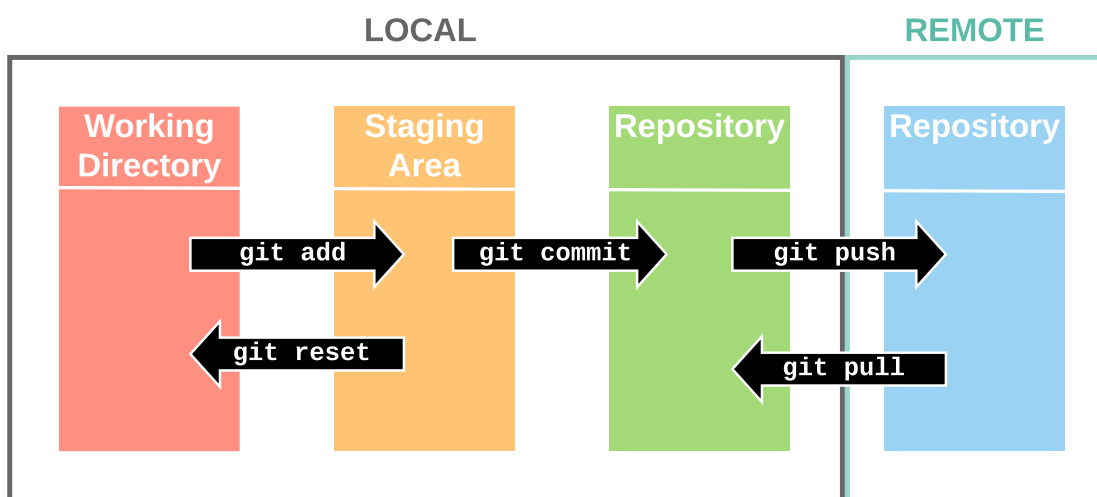 LOCAL
REMOTE
Working
Directory
Staging
Area
Repository
Repository
git add
git commit
git push
git reset
git pull